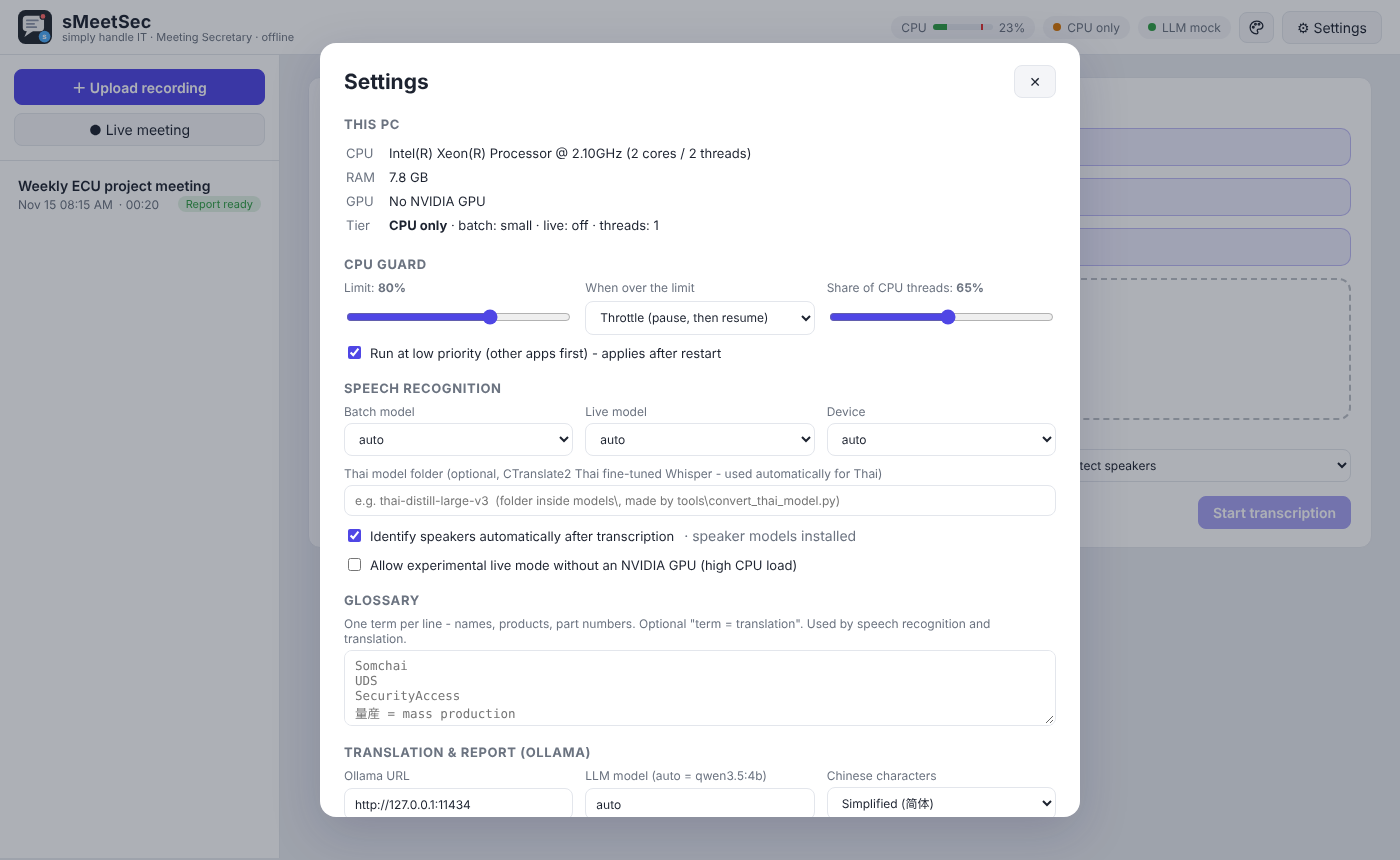 sMeetSec
simply handle IT · Meeting Secretary · offline
CPU 23%
CPU only
LLM mock
Settings
+ Upload recording
Live meeting
Weekly ECU project meeting
Nov 15 08:15 AM · 00:20
Report ready
Settings
×
THIS PC
CPU Intel(R) Xeon(R) Processor @ 2.10GHz (2 cores / 2 threads)
RAM 7.8 GB
GPU No NVIDIA GPU
Tier CPU only · batch: small · live: off · threads: 1
CPU GUARD
Limit: 80%
When over the limit
Share of CPU threads: 65%
Throttle (pause, then resume)
Run at low priority (other apps first) - applies after restart
SPEECH RECOGNITION
Batch model
Live model
Device
auto
auto
auto
Thai model folder (optional, CTranslate2 Thai fine-tuned Whisper - used automatically for Thai)
e.g. thai-distill-large-v3 (folder inside models\, made by tools\convert_thai_model.py)
Identify speakers automatically after transcription · speaker models installed
Allow experimental live mode without an NVIDIA GPU (high CPU load)
GLOSSARY
One term per line - names, products, part numbers. Optional "term = translation". Used by speech recognition and
translation.
Somchai
UDS
SecurityAccess
量産 = mass production
TRANSLATION & REPORT (OLLAMA)
Ollama URL
LLM model (auto = qwen3.5:4b)
Chinese characters
http://127.0.0.1:11434
auto
Simplified (简体)
speakers
Start transcription